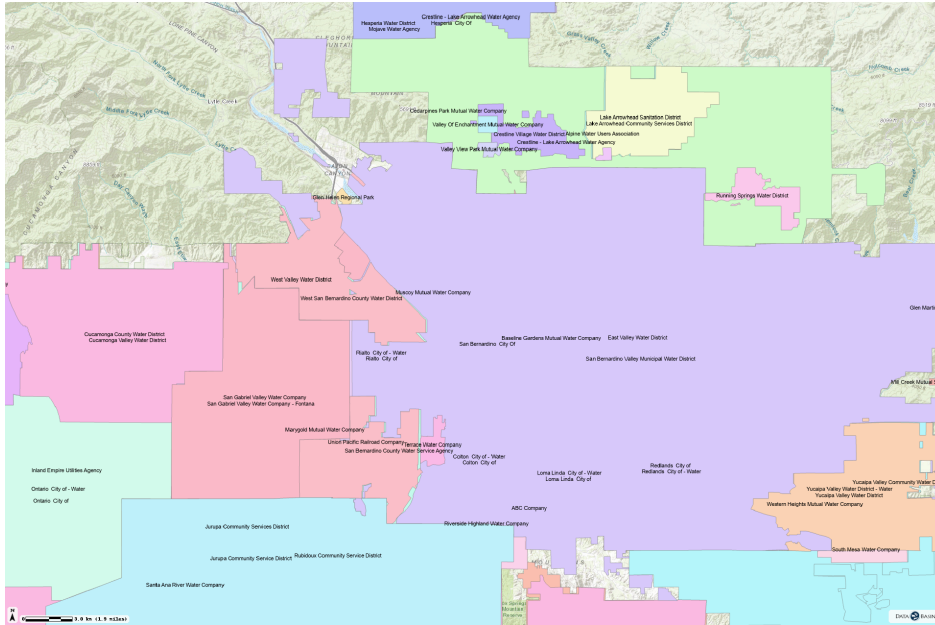 Crestline - Lake Arrowhead Water Agency
Hesperia Water District
Hesperia City Of
Mojave Water Agency
Lytle Creek
Cedarpines Park Mutual Water Company
Lake Arrowhead Sanitation District
Valley Of Enchantment Mutual Water Company
Lake Arrowhead Community Services District
Crestline Village Water District
Alpine Water Users Association
Crestline - Lake Arrowhead Water Agency
Valley View Park Mutual Water Company
Glen Helen Regional Park
Running Springs Water District
West Valley Water District
Muscoy Mutual Water Company
West San Bernardino County Water District
Glen Mart
Cucamonga County Water District
Cucamonga Valley Water District
Baseline Gardens Mutual Water Company
East Valley Water District
San Bernardino City Of
Rialto City of - Water
Rialto City of
San Bernardino Valley Municipal Water District
Mill Creek Mutual S
San Gabriel Valley Water Company
San Gabriel Valley Water Company - Fontana
Marygold Mutual Water Company
Union Pacific Railroad Company
Terrace Water Company
San Bernardino County Water Service Agency
Colton City of - Water
Colton City of
Inland Empire Utilities Agency
Loma Linda City of - Water
Loma Linda City of
Redlands City of
Redlands City of - Water
Ontario City of - Water
Ontario City of
Yucaipa Valley Community Water D
Yucaipa Valley Water District - Water
Yucaipa Valley Water District
Western Heights Mutual Water Company
ABC Company
Jurupa Community Services District
Riverside Highland Water Company
Jurupa Community Service District
Rubidoux Community Service District
South Mesa Water Company
Santa Ana River Water Company
N
0 3.0 km (1.9 miles)
DATA BASIN